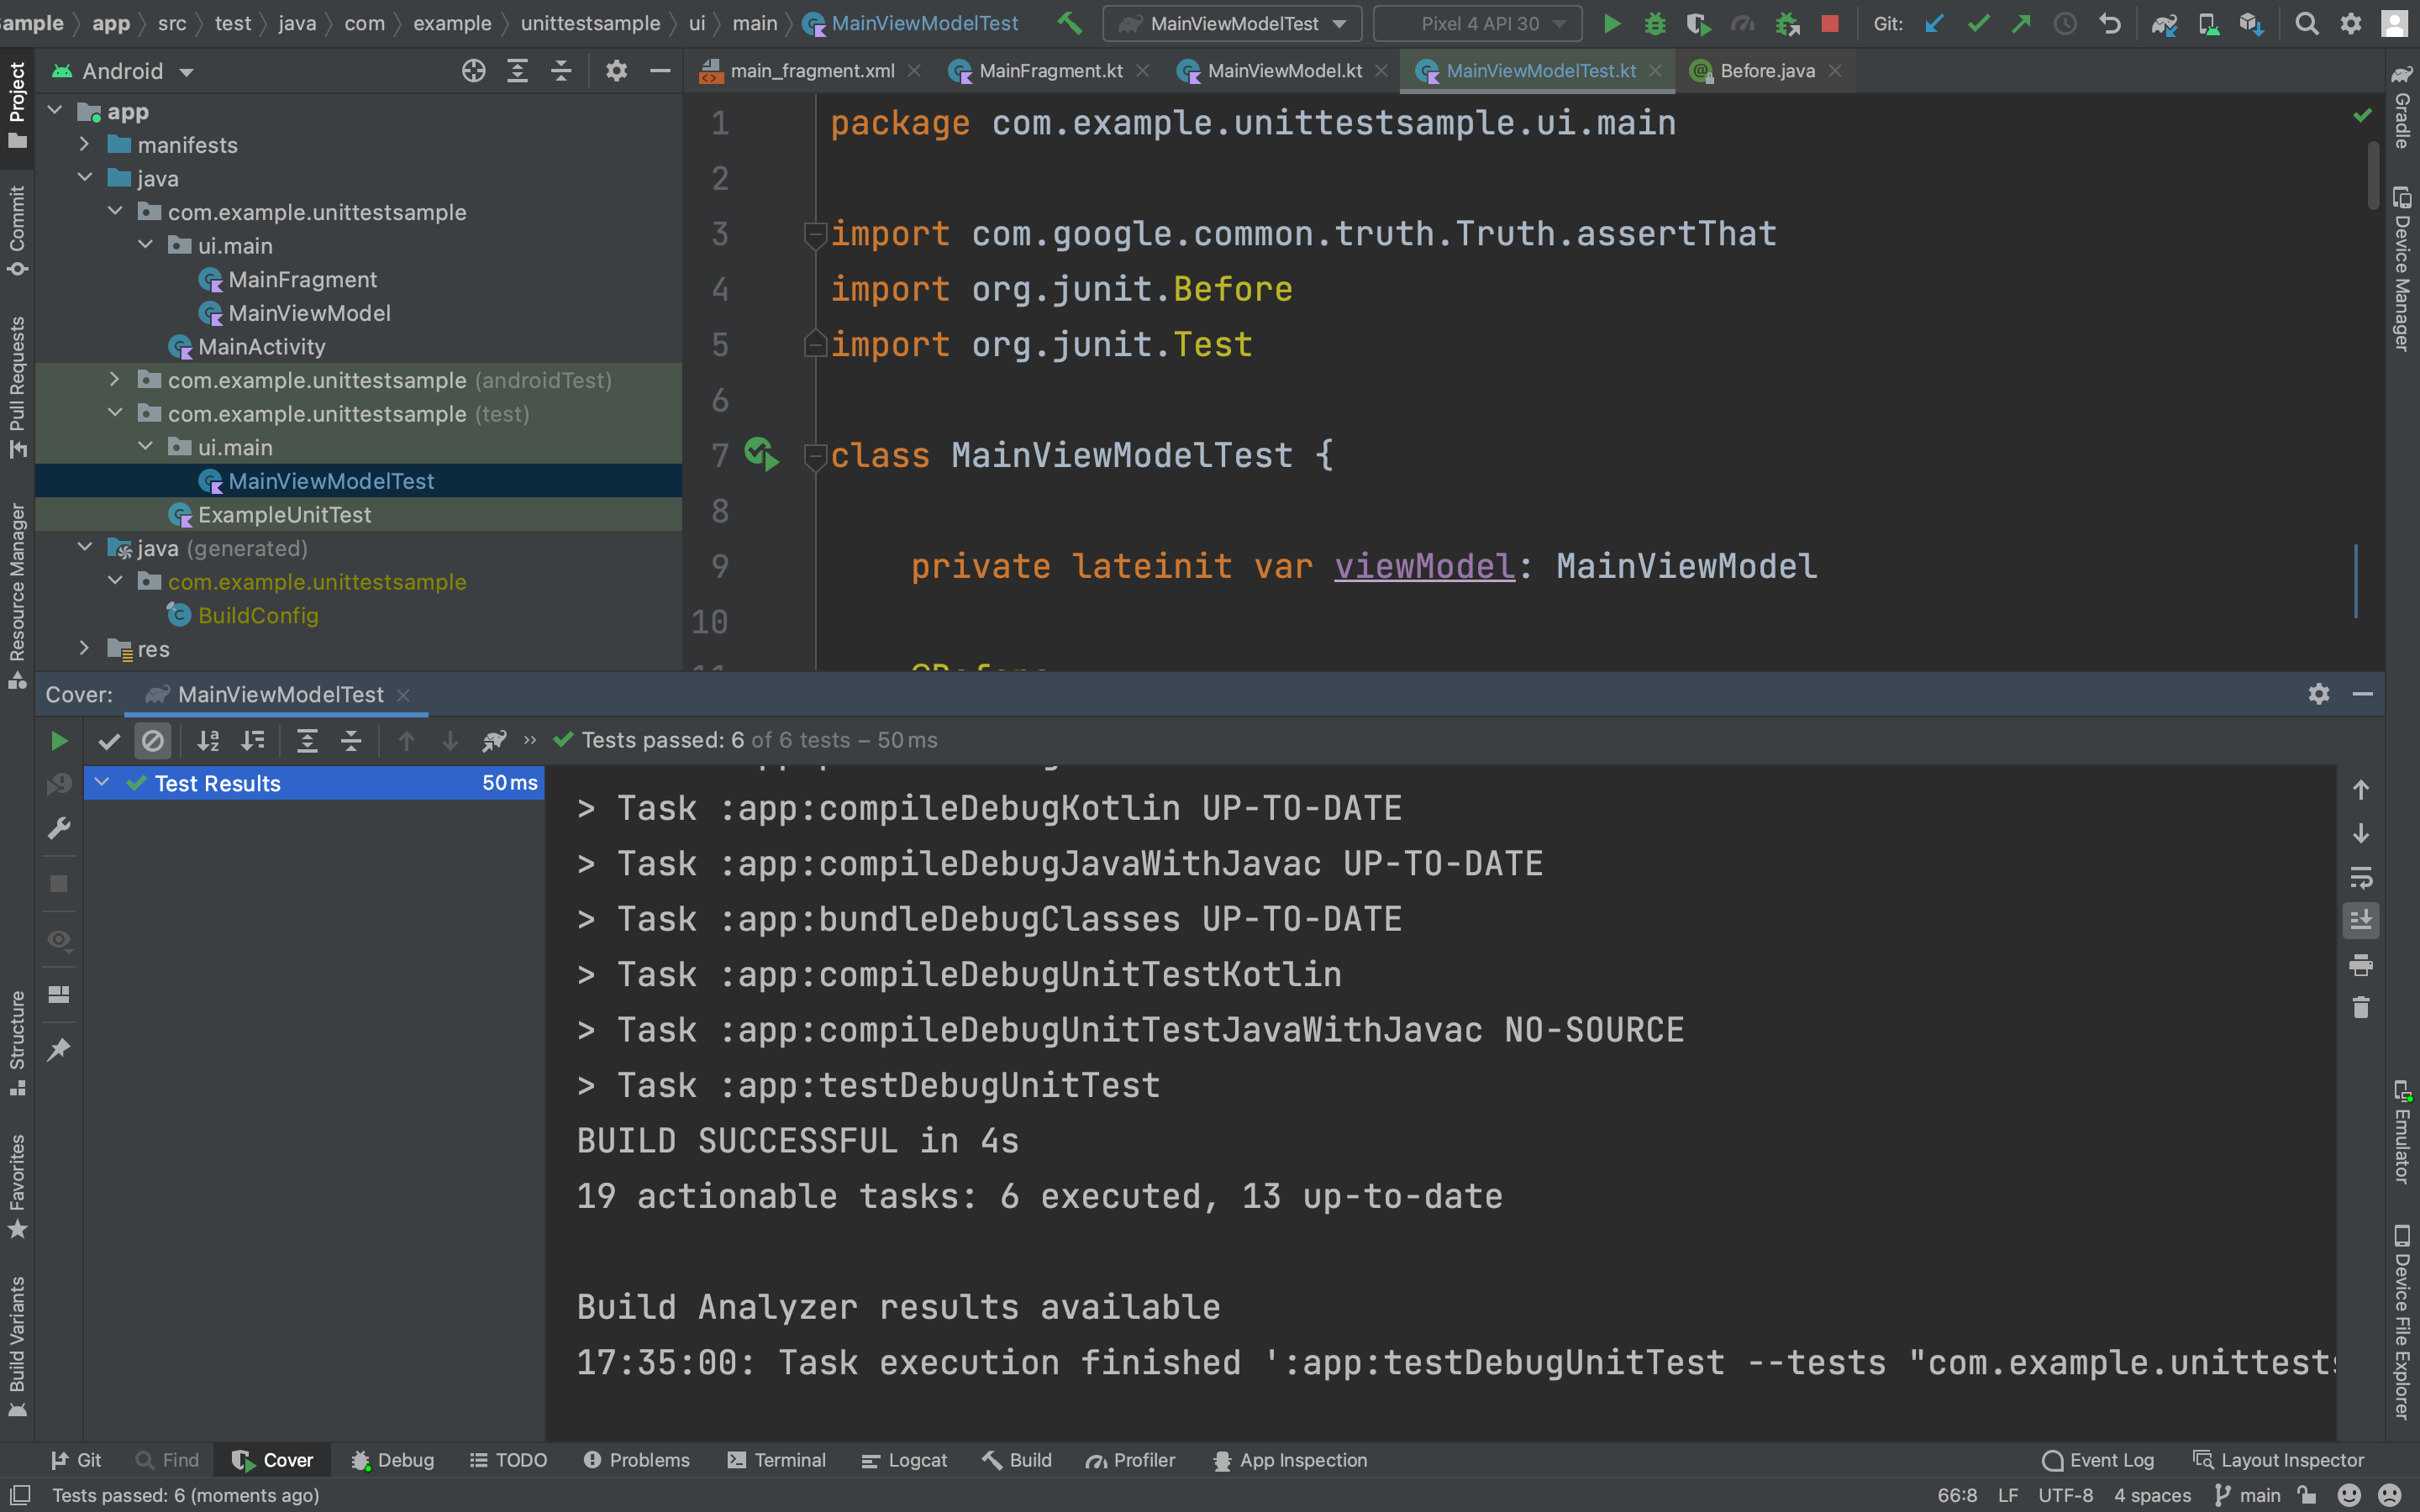 app src test java com example unittestsample ui main MainViewModelTest MainViewModelTest Pixel 4 API 30 Git:
Android
main_fragment.xml MainFragment.kt MainViewModel.kt MainViewModelTest.kt Before.java
Project
Commit
Pull Requests
Resource Manager
Structure
Favorites
Build Variants
app
manifests
java
com.example.unittestsample
ui.main
MainFragment
MainViewModel
MainActivity
com.example.unittestsample (androidTest)
com.example.unittestsample (test)
ui.main
MainViewModelTest
ExampleUnitTest
java (generated)
com.example.unittestsample
BuildConfig
res
1 package com.example.unittestsample.ui.main
2
3 import com.google.common.truth.Truth.assertThat
4 import org.junit.Before
5 import org.junit.Test
6
7 class MainViewModelTest {
8
9 private lateinit var viewModel: MainViewModel
10
Gradle
Device Manager
Emulator
Device File Explorer
Cover: MainViewModelTest
Tests passed: 6 of 6 tests – 50 ms
Test Results 50 ms
> Task :app:compileDebugKotlin UP-TO-DATE
> Task :app:compileDebugJavaWithJavac UP-TO-DATE
> Task :app:bundleDebugClasses UP-TO-DATE
> Task :app:compileDebugUnitTestKotlin
> Task :app:compileDebugUnitTestJavaWithJavac NO-SOURCE
> Task :app:testDebugUnitTest
BUILD SUCCESSFUL in 4s
19 actionable tasks: 6 executed, 13 up-to-date
Build Analyzer results available
17:35:00: Task execution finished ':app:testDebugUnitTest --tests "com.example.unittests
Git Find Cover Debug TODO Problems Terminal Logcat Build Profiler App Inspection Event Log Layout Inspector
Tests passed: 6 (moments ago) 66:8 LF UTF-8 4 spaces main